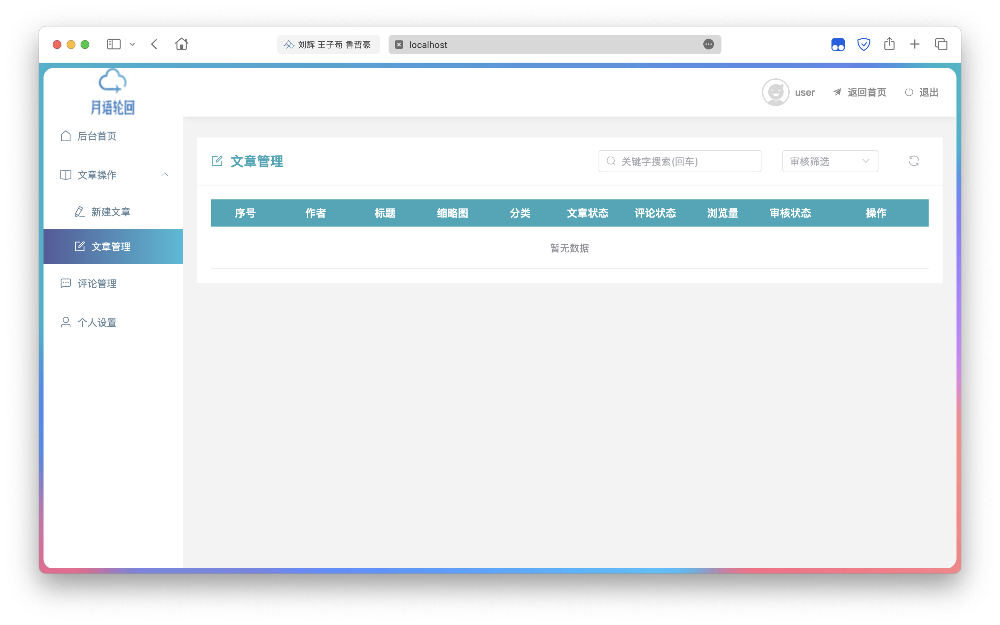 刘辉 王子荀 鲁哲豪
localhost
月语轮回
user
返回首页
退出
后台首页
文章操作
新建文章
文章管理
评论管理
个人设置
文章管理
关键字搜索(回车)
审核筛选
序号 作者 标题 缩略图 分类 文章状态 评论状态 浏览量 审核状态 操作
暂无数据